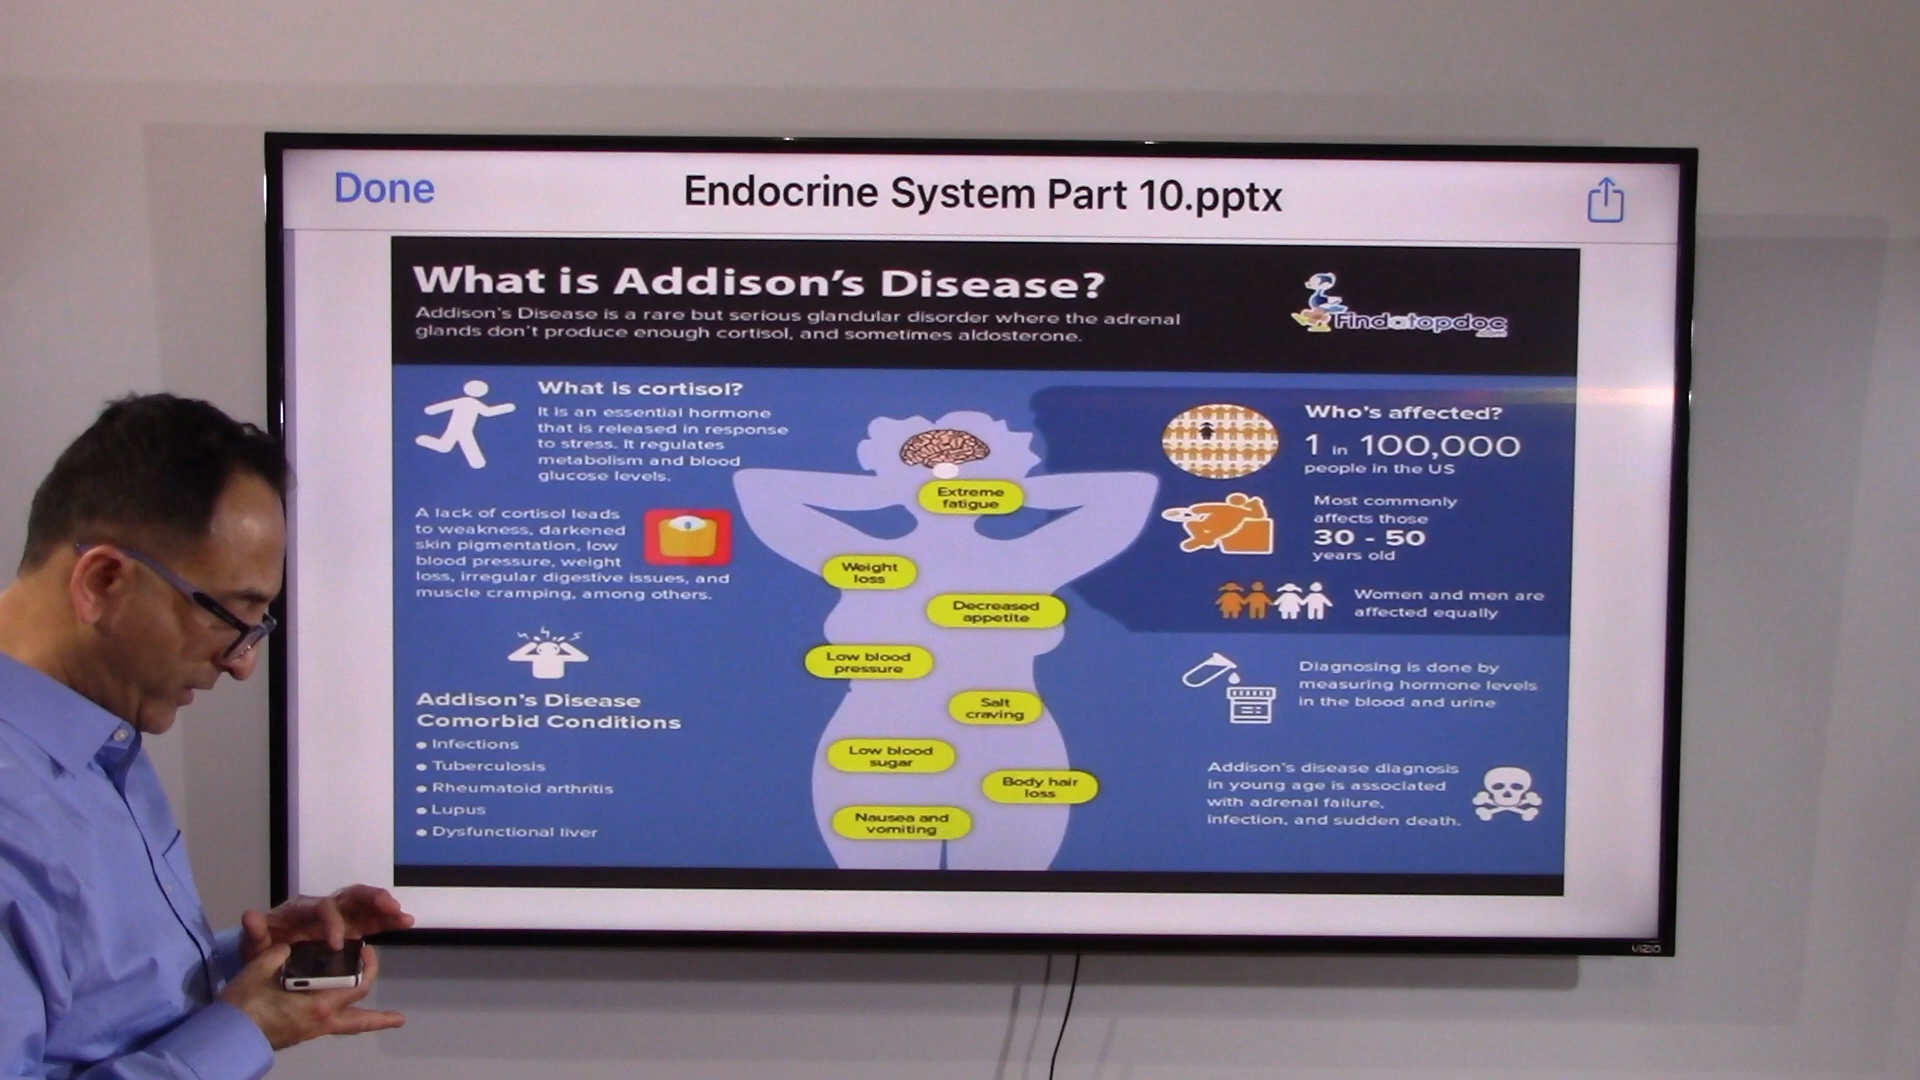 Done
Endocrine System Part 10.pptx
What is Addison's Disease?
Addison's Disease is a rare but serious glandular disorder where the adrenal
glands don't produce enough cortisol, and sometimes aldosterone.
Findatopdoc
.com
What is cortisol?
It is an essential hormone
that is released in response
to stress. It regulates
metabolism and blood
glucose levels.
A lack of cortisol leads
to weakness, darkened
skin pigmentation, low
blood pressure, weight
loss, irregular digestive issues, and
muscle cramping, among others.
Addison's Disease
Comorbid Conditions
• Infections
• Tuberculosis
• Rheumatoid arthritis
• Lupus
• Dysfunctional liver
Extreme
fatigue
Weight
loss
Decreased
appetite
Low blood
pressure
Salt
craving
Low blood
sugar
Body hair
loss
Nausea and
vomiting
Who's affected?
1 in 100,000
people in the US
Most commonly
affects those
30 - 50
years old
Women and men are
affected equally
Diagnosing is done by
measuring hormone levels
in the blood and urine
Addison's disease diagnosis
in young age is associated
with adrenal failure,
infection, and sudden death.
VIZIO